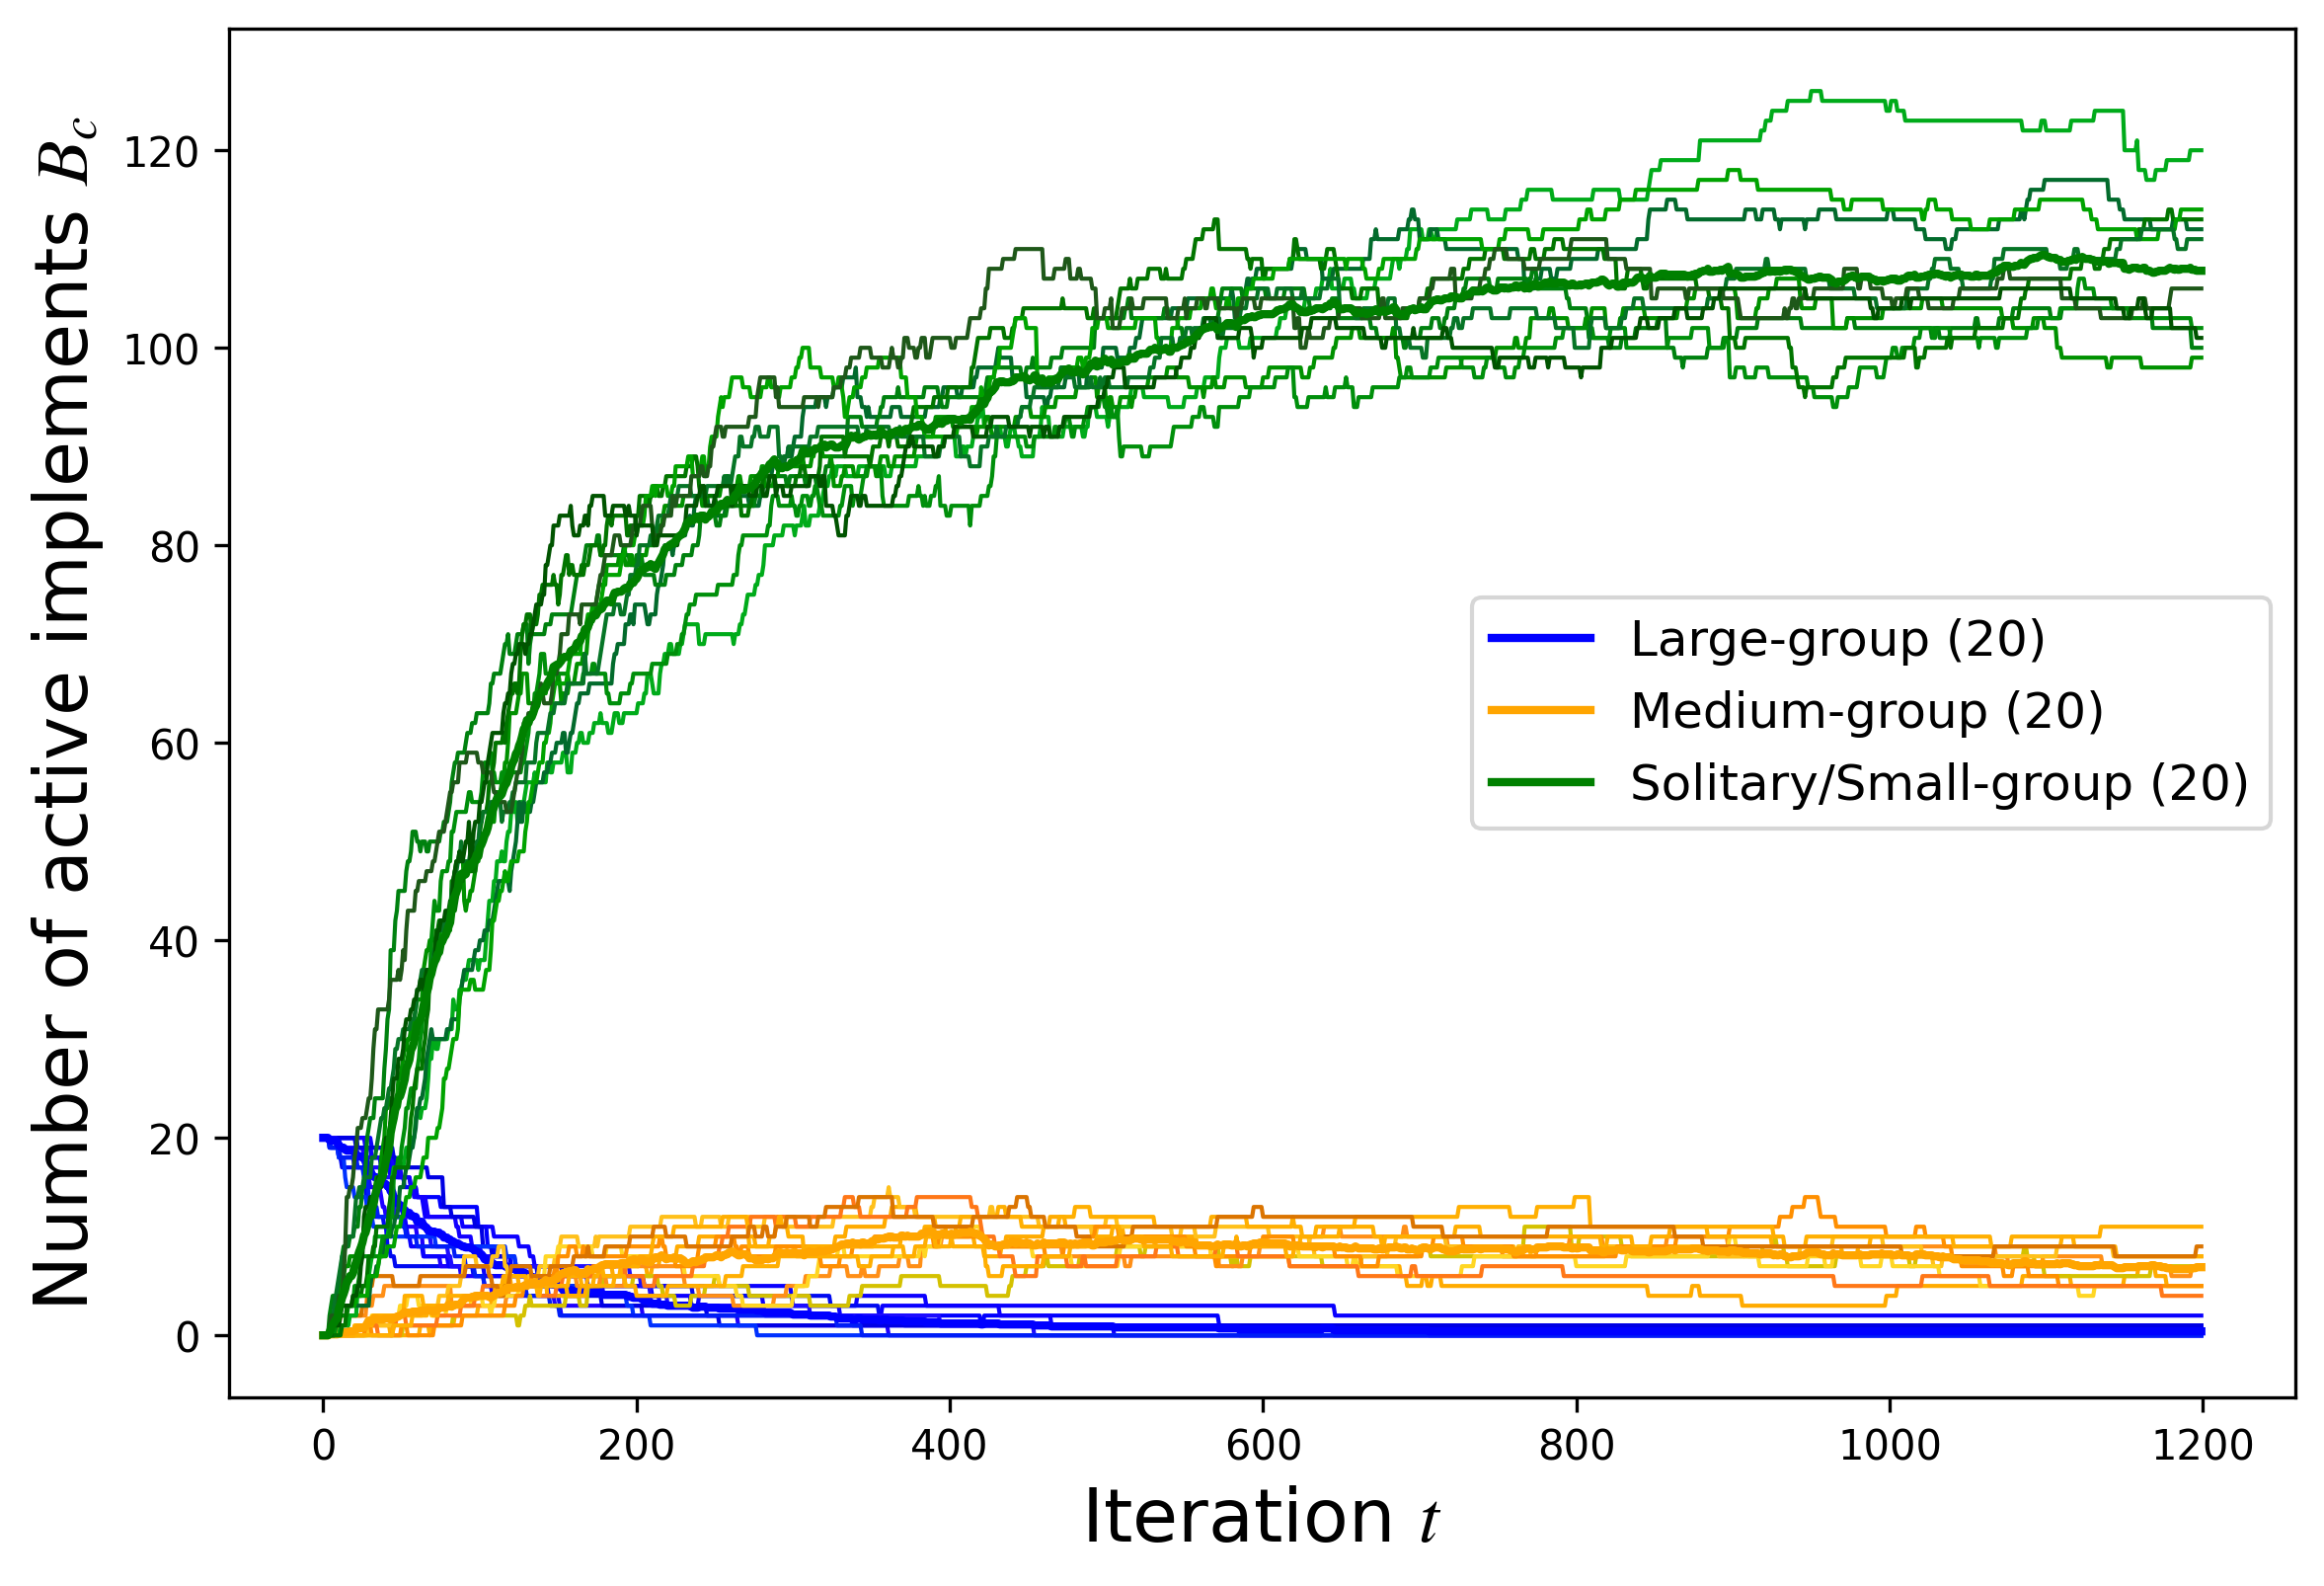 Number of active implements B_c
120
100
80
60
40
20
0
Large-group (20)
Medium-group (20)
Solitary/Small-group (20)
0 200 400 600 800 1000 1200
Iteration t